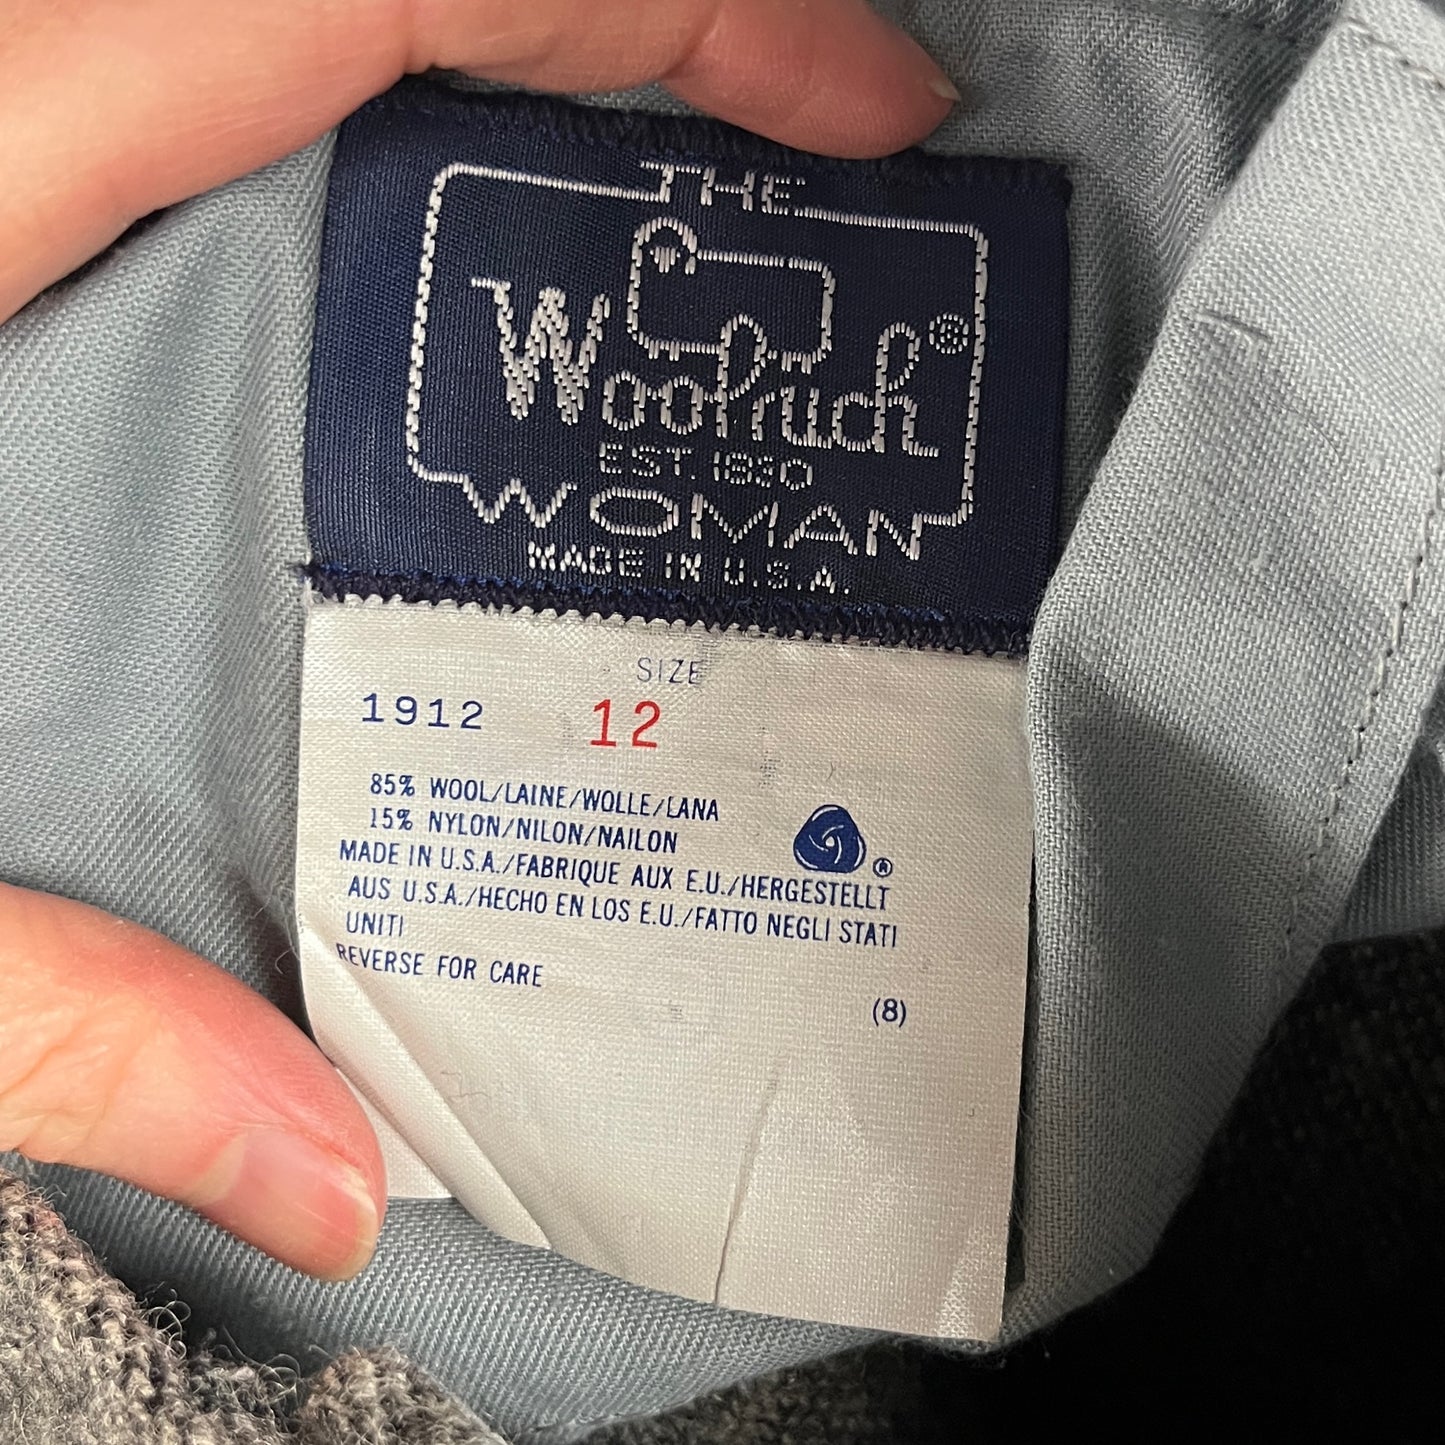 THE
Woolrich®
EST. 1830
WOMAN
MADE IN U.S.A.
SIZE
1912 12
85% WOOL/LAINE/WOLLE/LANA
15% NYLON/NILON/NAILON
MADE IN U.S.A./FABRIQUE AUX E.U./HERGESTELLT
AUS U.S.A./HECHO EN LOS E.U./FATTO NEGLI STATI
UNITI
REVERSE FOR CARE
®
(8)